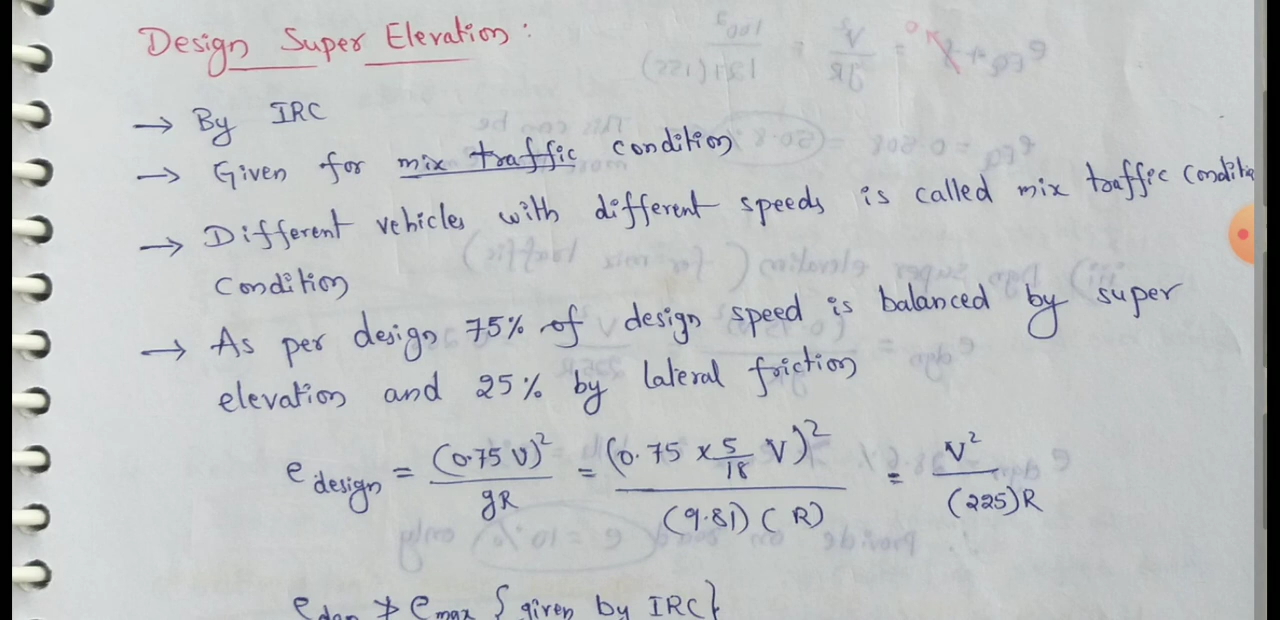 Design Super Elevation:
→ By IRC
→ Given for mix traffic condition
→ Different vehicles with different speeds is called mix traffic conditio
condition
→ As per design 75% of design speed is balanced by super
elevation and 25% by lateral friction
e design = (0.75 v)² / gR = (0.75 × 5/18 V)² / (9.81) (R) = V² / (225)R
e dsn ≯ e max { given by IRC}